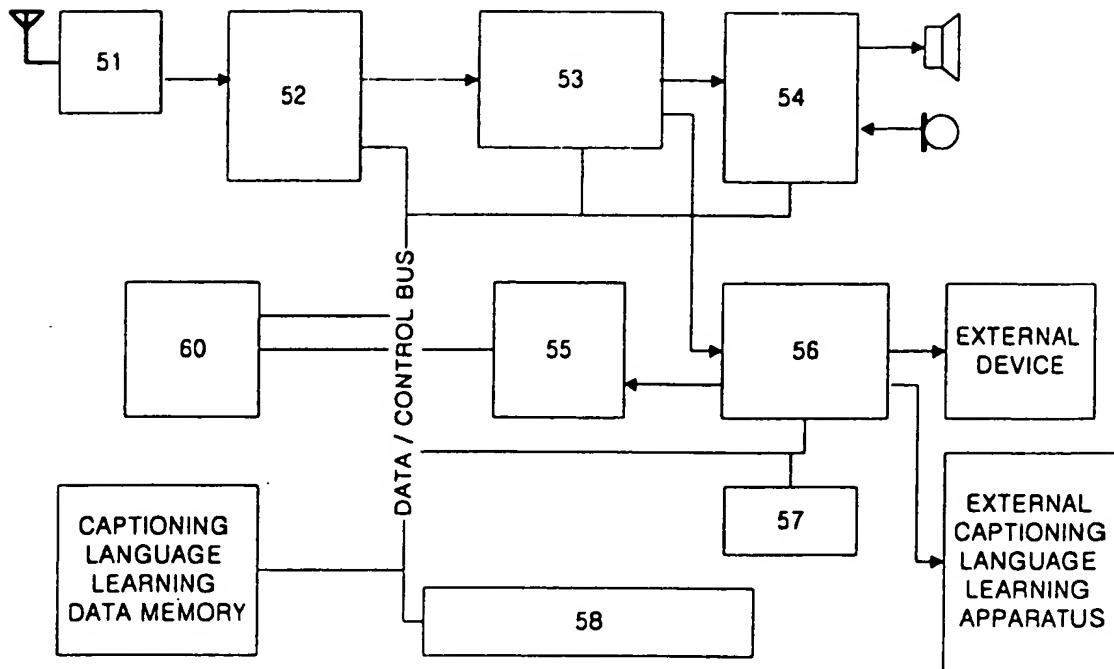 51
52
53
54
DATA / CONTROL BUS
60
55
56
EXTERNAL
DEVICE
CAPTIONING
LANGUAGE
LEARNING
DATA MEMORY
57
58
EXTERNAL
CAPTIONING
LANGUAGE
LEARNING
APPARATUS